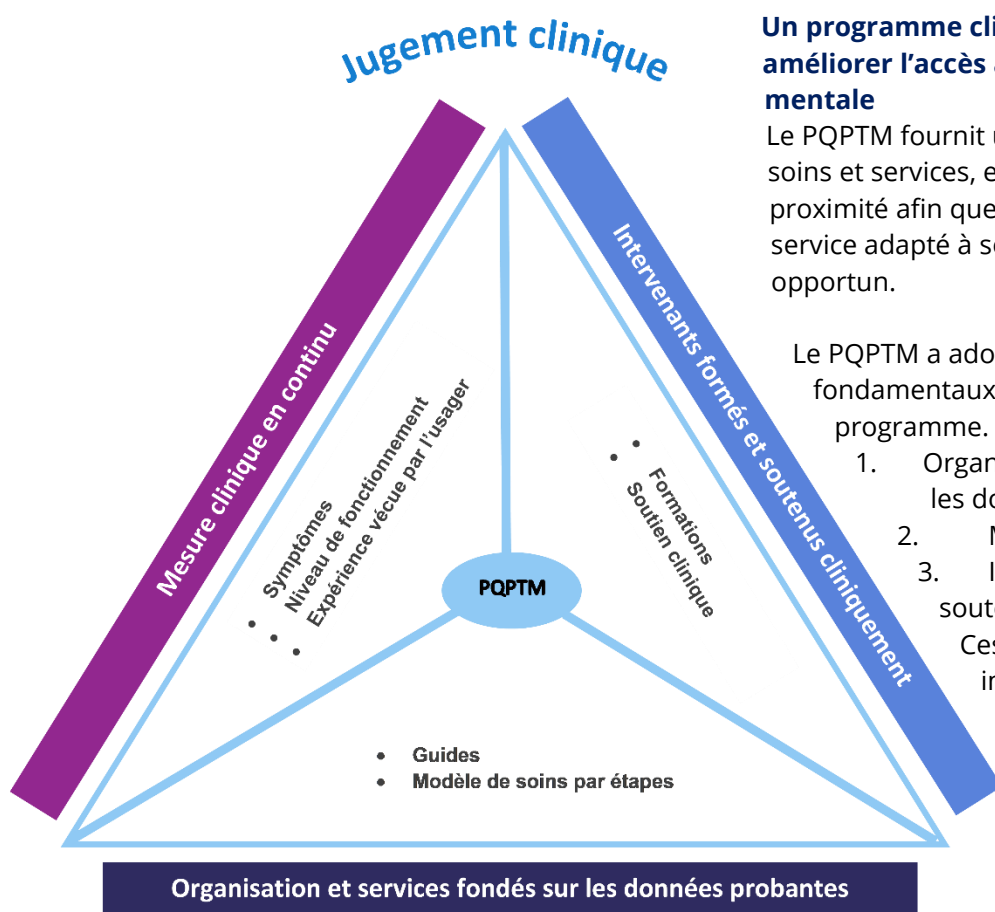 Jugement clinique
Un programme cli
améliorer l’accès
mentale
Le PQPTM fournit
soins et services, e
proximité afin que
service adapté à s
opportun.
Le PQPTM a ado
fondamentaux
programme.
1. Organ
les do
2.
3.
sout
Ces
in
Mesure clinique en continu
Intervenants formés et soutenus cliniquement
• Symptômes
• Niveau de fonctionnement
• Expérience vécue par l’usager
• Formations
• Soutien clinique
PQPTM
• Guides
• Modèle de soins par étapes
Organisation et services fondés sur les données probantes